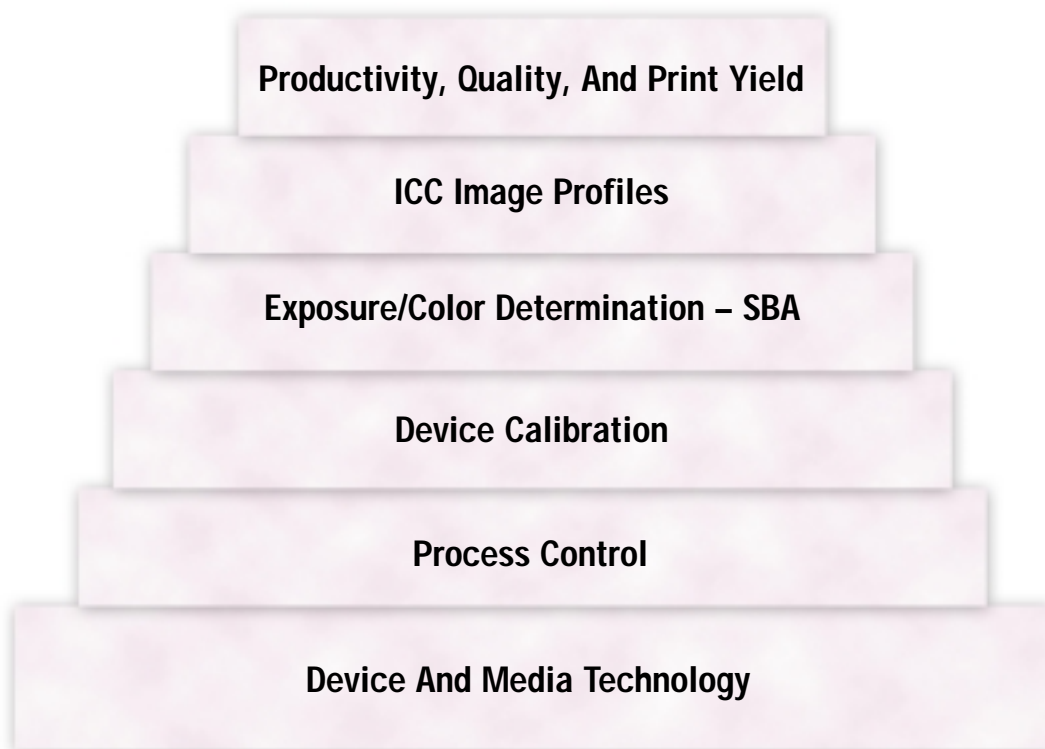 Productivity, Quality, And Print Yield
ICC Image Profiles
Exposure/Color Determination – SBA
Device Calibration
Process Control
Device And Media Technology